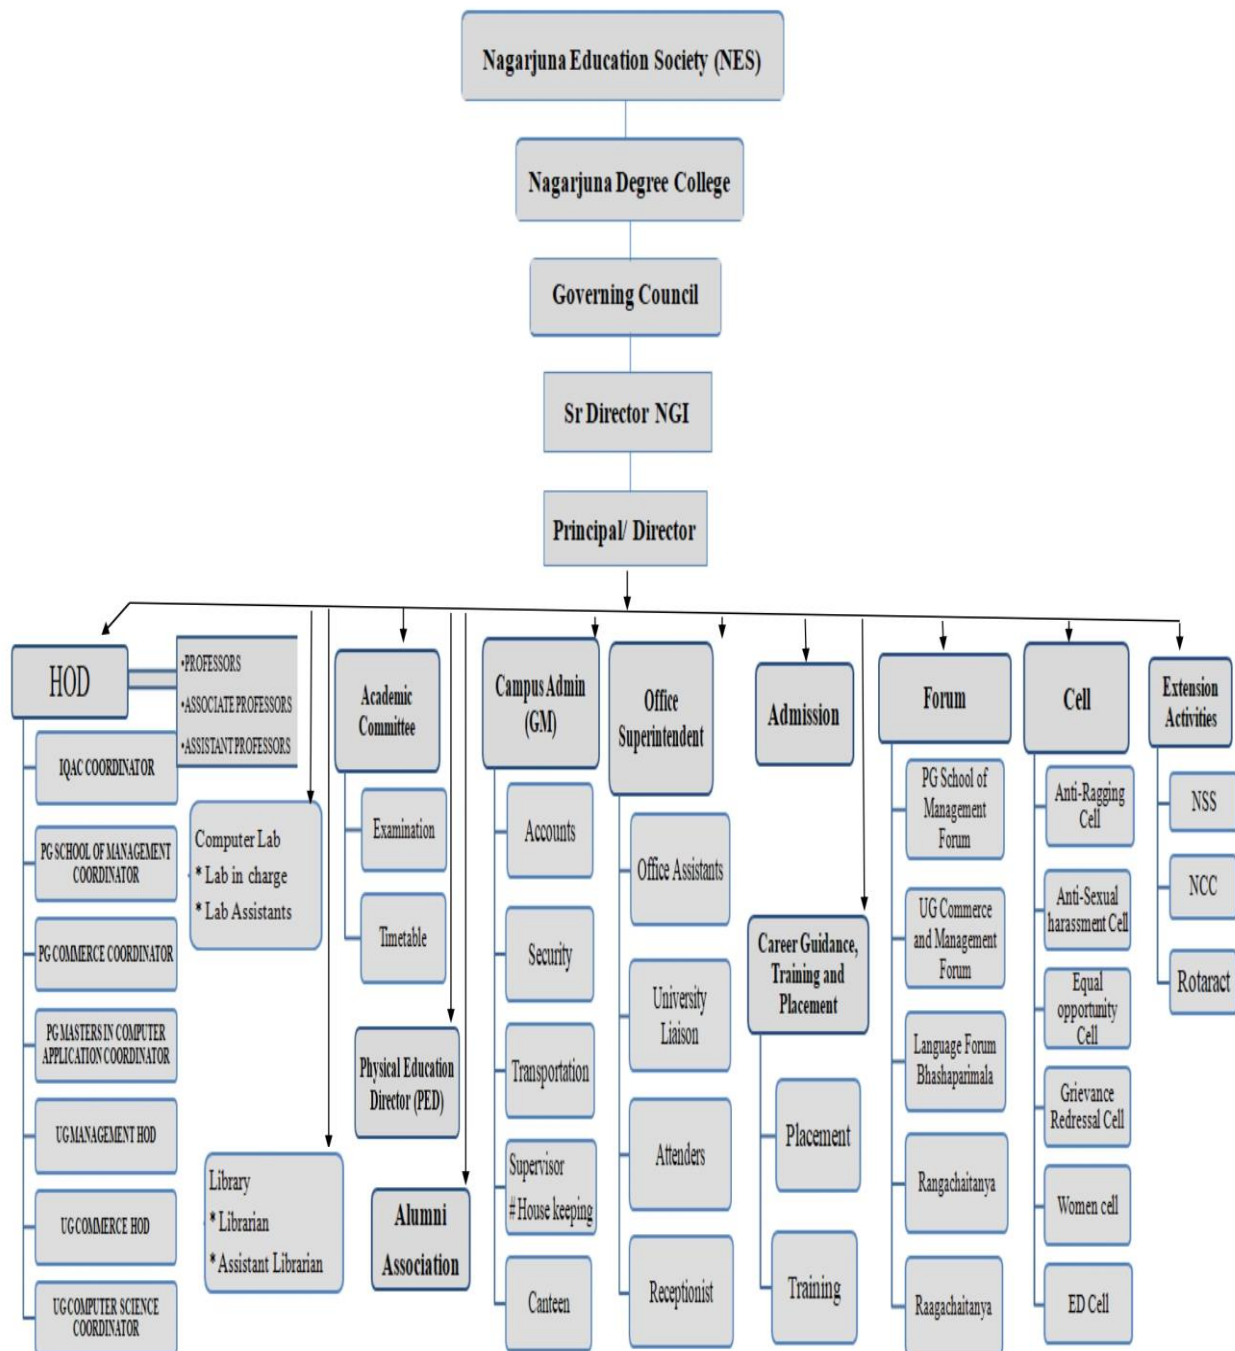 Nagarjuna Education Society (NES)
Nagarjuna Degree College
Governing Council
Sr Director NGI
Principal/ Director
HOD
•PROFESSORS
•ASSOCIATE PROFESSORS
•ASSISTANT PROFESSORS
IQAC COORDINATOR
PG SCHOOL OF MANAGEMENT
COORDINATOR
PG COMMERCE COORDINATOR
PG MASTERS IN COMPUTER
APPLICATION COORDINATOR
UG MANAGEMENT HOD
UG COMMERCE HOD
UG COMPUTER SCIENCE
COORDINATOR
Computer Lab
* Lab in charge
* Lab Assistants
Library
* Librarian
* Assistant Librarian
Academic
Committee
Examination
Timetable
Physical Education
Director (PED)
Alumni
Association
Campus Admin
(GM)
Accounts
Security
Transportation
Supervisor
# House keeping
Canteen
Office
Superintendent
Office Assistants
University
Liaison
Attenders
Receptionist
Admission
Career Guidance,
Training and
Placement
Placement
Training
Forum
PG School of
Management
Forum
UG Commerce
and Management
Forum
Language Forum
Bhashaparimala
Rangachaitanya
Raagachaitanya
Cell
Anti-Ragging
Cell
Anti-Sexual
harassment Cell
Equal
opportunity
Cell
Grievance
Redressal Cell
Women cell
ED Cell
Extension
Activities
NSS
NCC
Rotaract